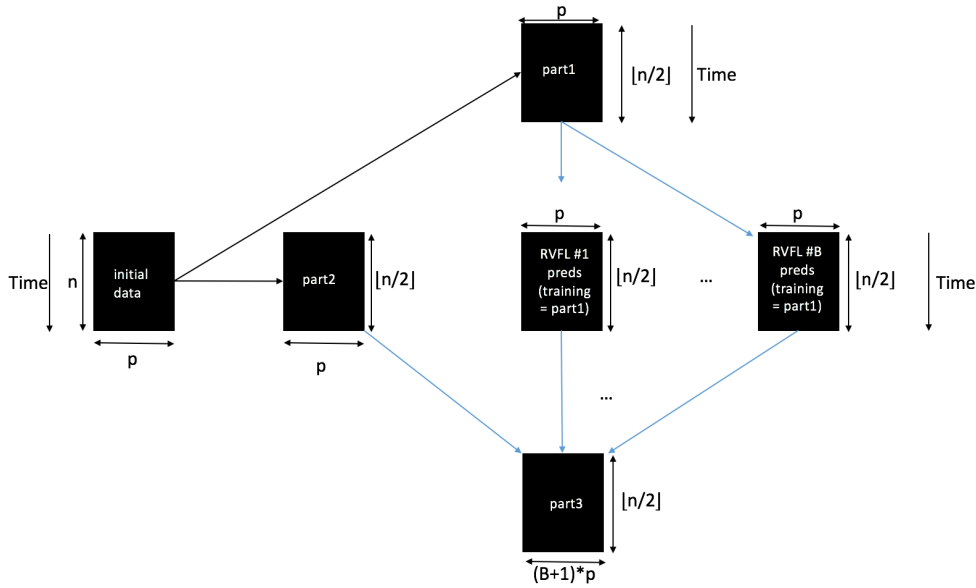 p
part1
⌊n/2⌋
Time
Time
n
initial
data
p
part2
⌊n/2⌋
p
p
RVFL #1
preds
(training
= part1)
⌊n/2⌋
...
p
RVFL #B
preds
(training
= part1)
⌊n/2⌋
Time
...
part3
⌊n/2⌋
(B+1)*p